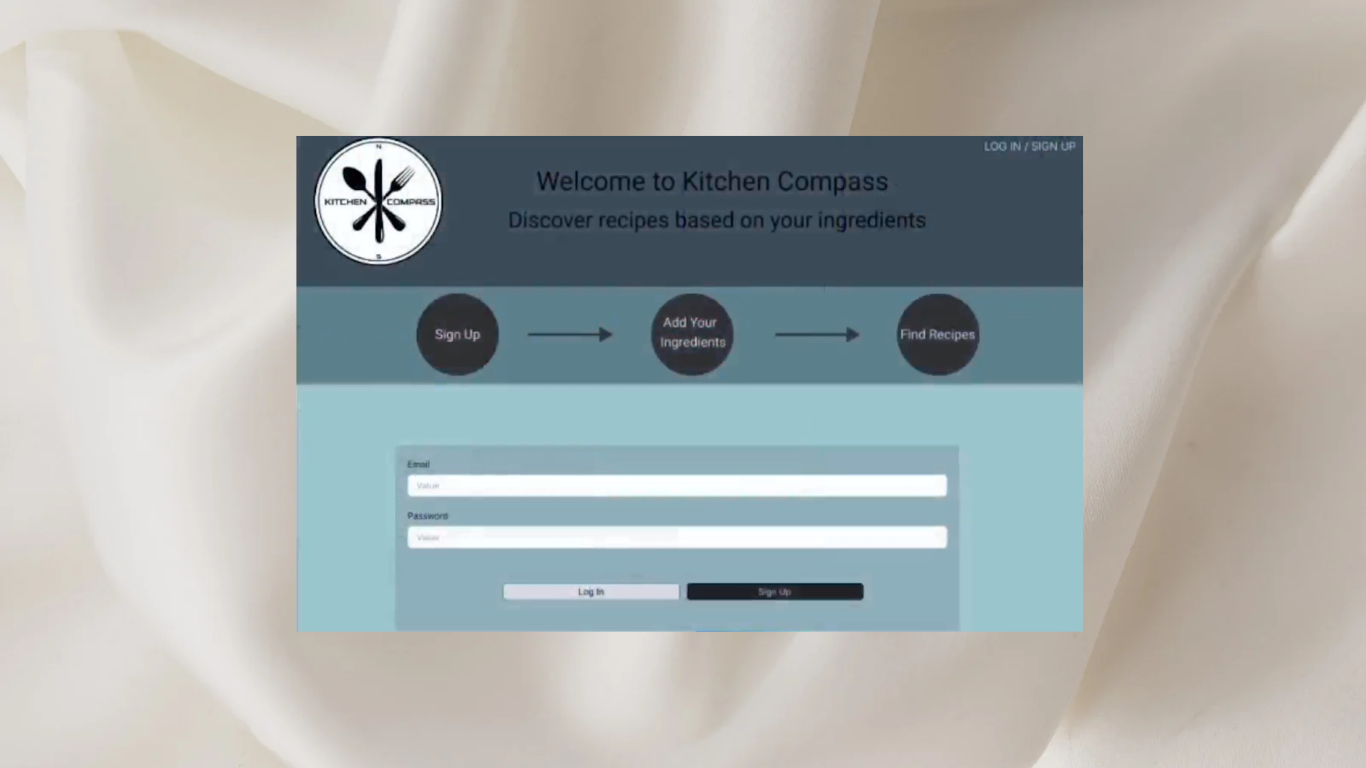 N
KITCHEN COMPASS
S
LOG IN / SIGN UP
Welcome to Kitchen Compass
Discover recipes based on your ingredients
Sign Up
Add Your
Ingredients
Find Recipes
Email
Value
Password
Value
Log In
Sign Up